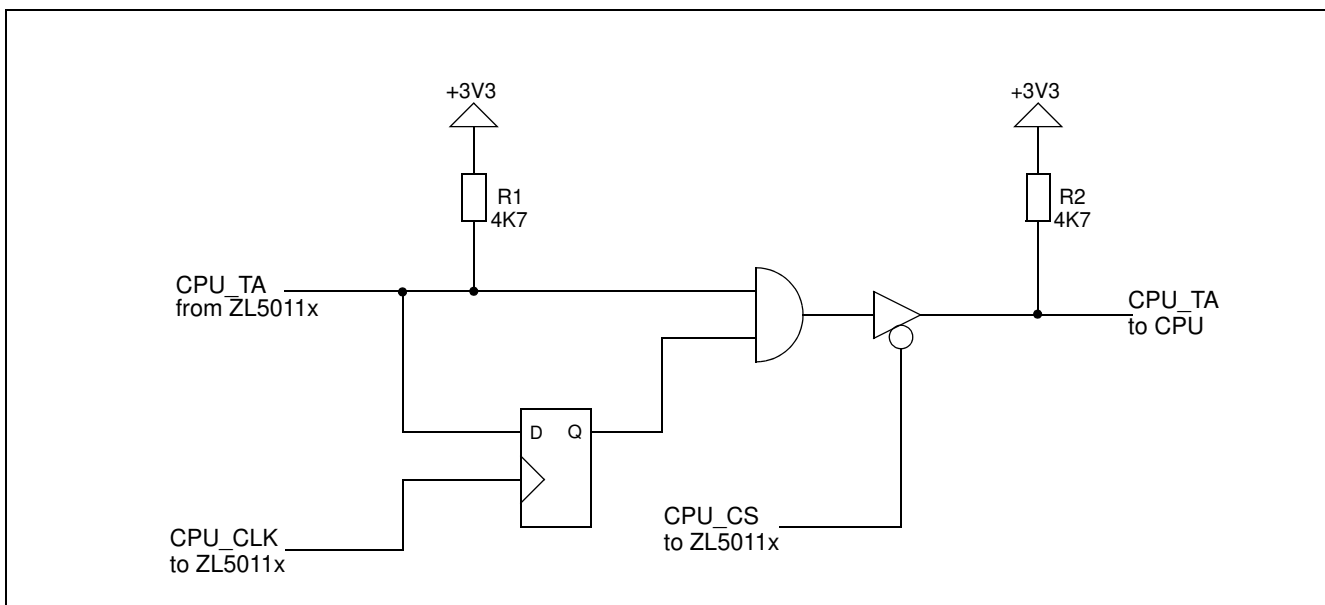 +3V3
+3V3
R1
4K7
R2
4K7
CPU_TA
from ZL5011x
CPU_TA
to CPU
D Q
CPU_CS
to ZL5011x
CPU_CLK
to ZL5011x